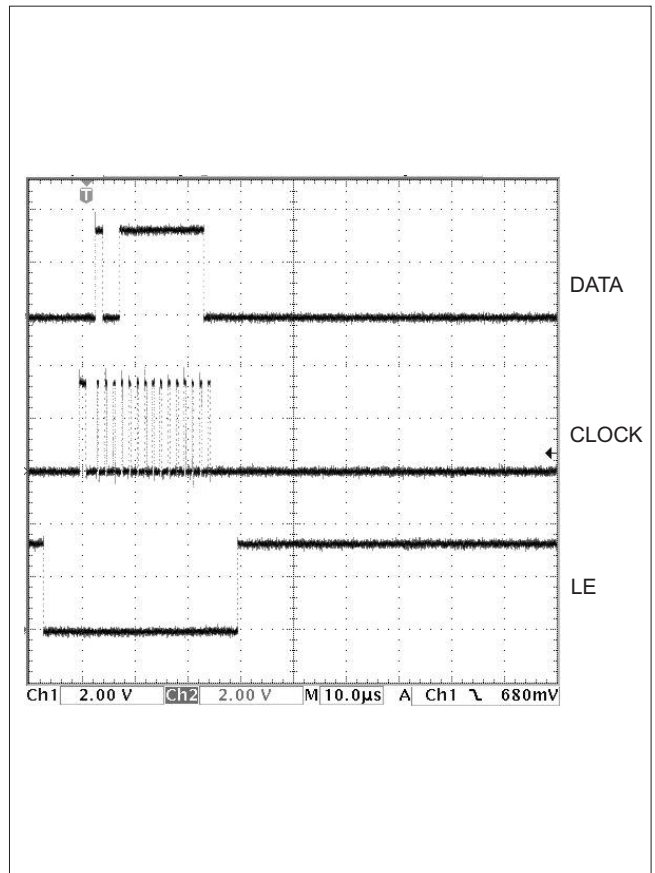 T
DATA
CLOCK
LE
Ch1 2.00 V Ch2 2.00 V M 10.0µs A Ch1 ɿ 680mV